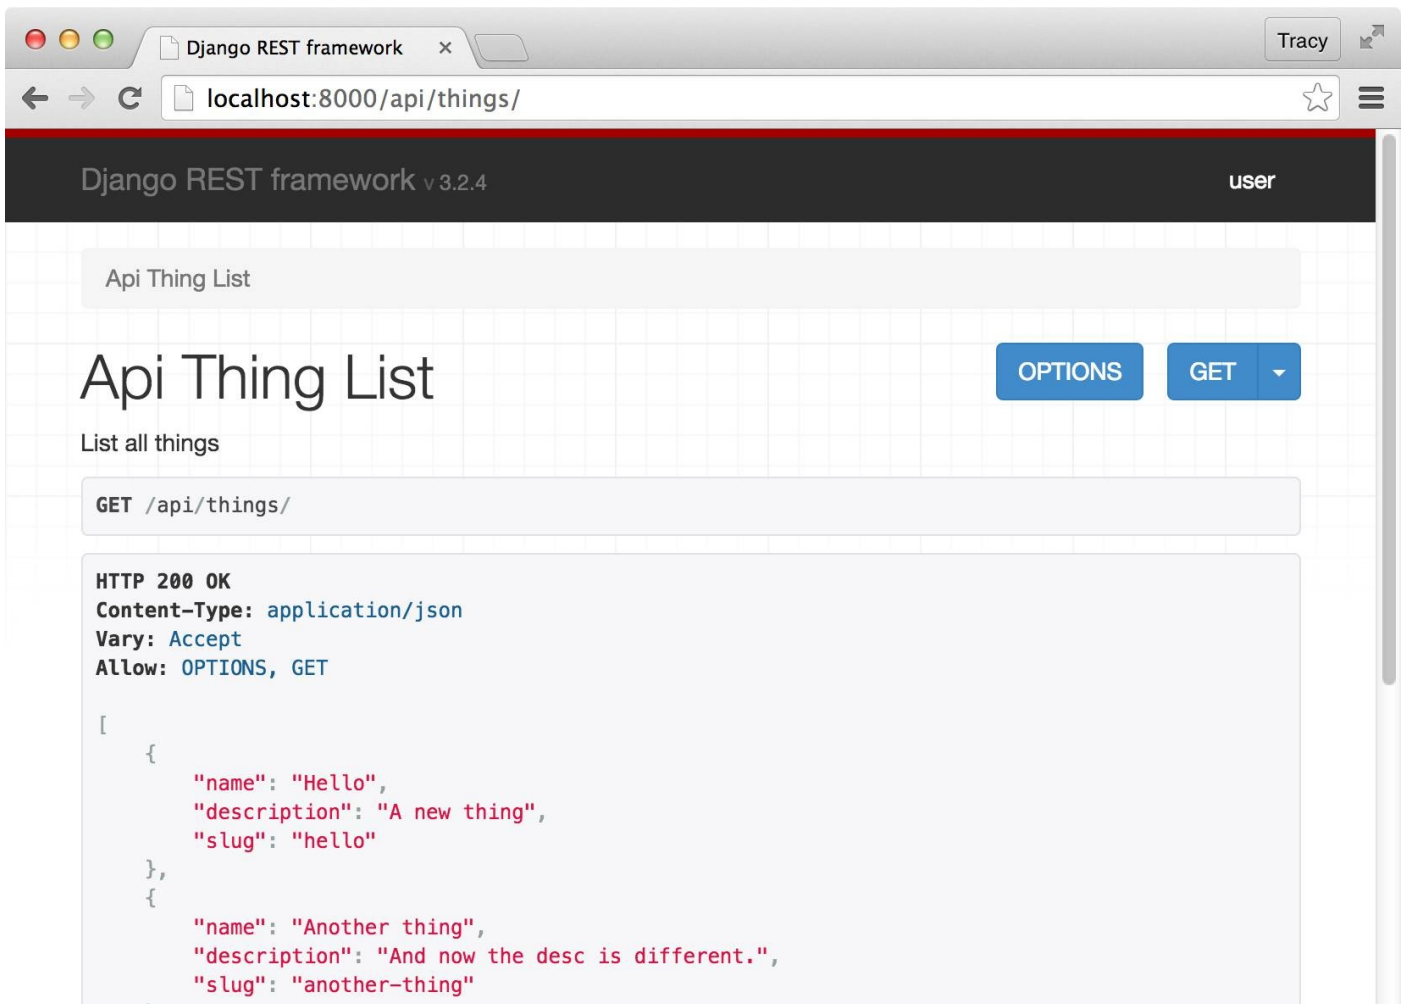 Django REST framework
Tracy
localhost:8000/api/things/
Django REST framework v 3.2.4
user
Api Thing List
Api Thing List
OPTIONS
GET
List all things
GET /api/things/
HTTP 200 OK
Content-Type: application/json
Vary: Accept
Allow: OPTIONS, GET
[
{
"name": "Hello",
"description": "A new thing",
"slug": "hello"
},
{
"name": "Another thing",
"description": "And now the desc is different.",
"slug": "another-thing"